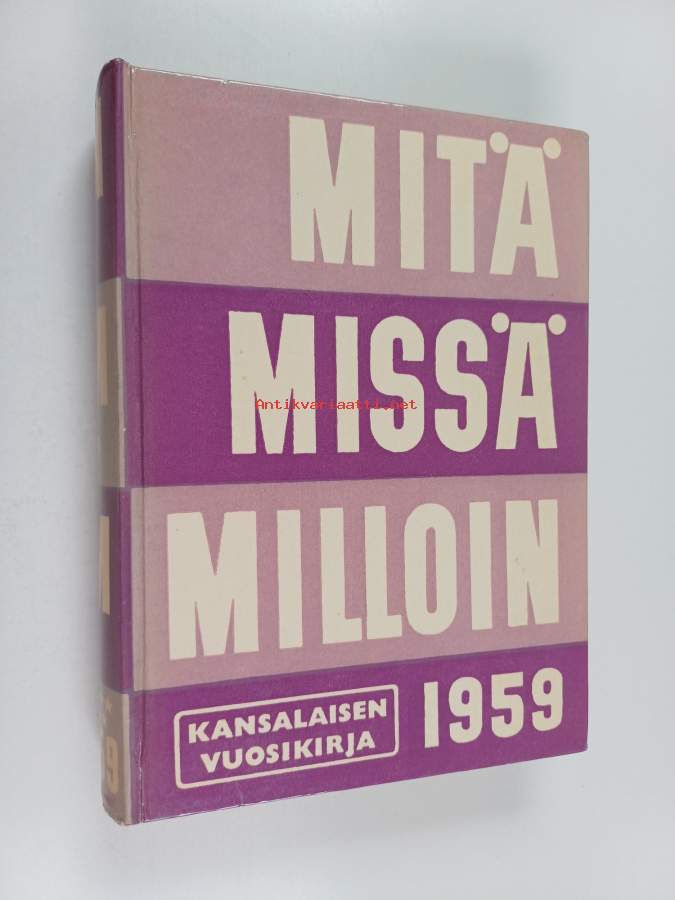 MITÄ
MISSÄ
Antikvariaatti.net
MILLOIN
KANSALAISEN
VUOSIKIRJA
1959